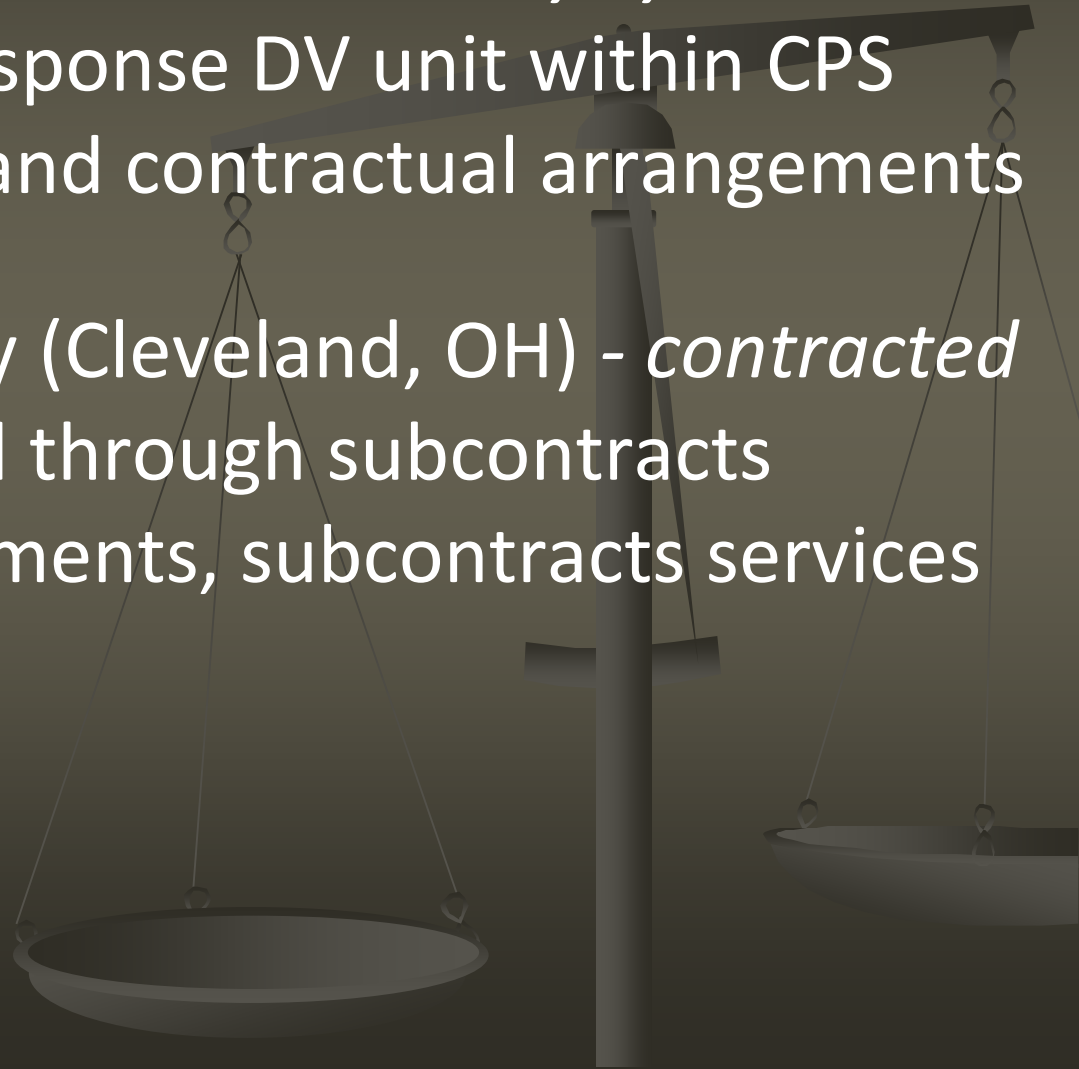 sponse DV unit within CPS
and contractual arrangements
y (Cleveland, OH) - contracted
l through subcontracts
ments, subcontracts services